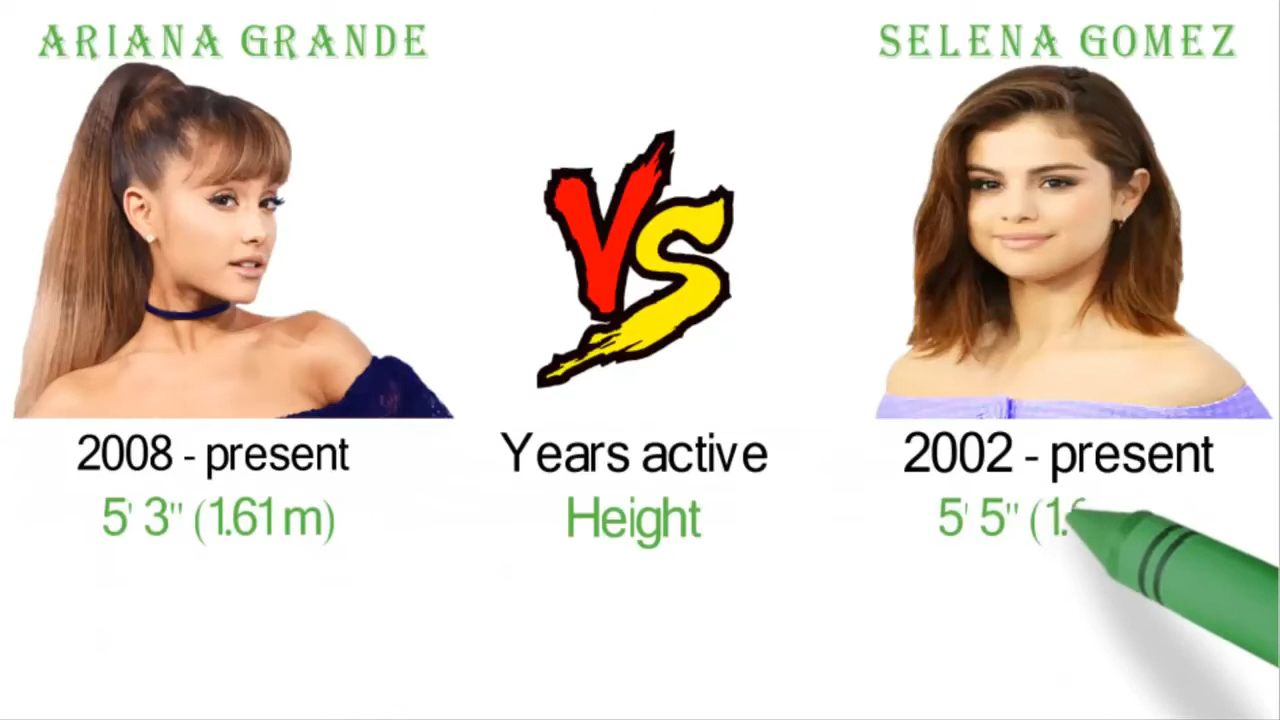 ARIANA GRANDE
SELENA GOMEZ
VS
2008 - present
Years active
2002 - present
5' 3" (1.61 m)
Height
5' 5" (1.